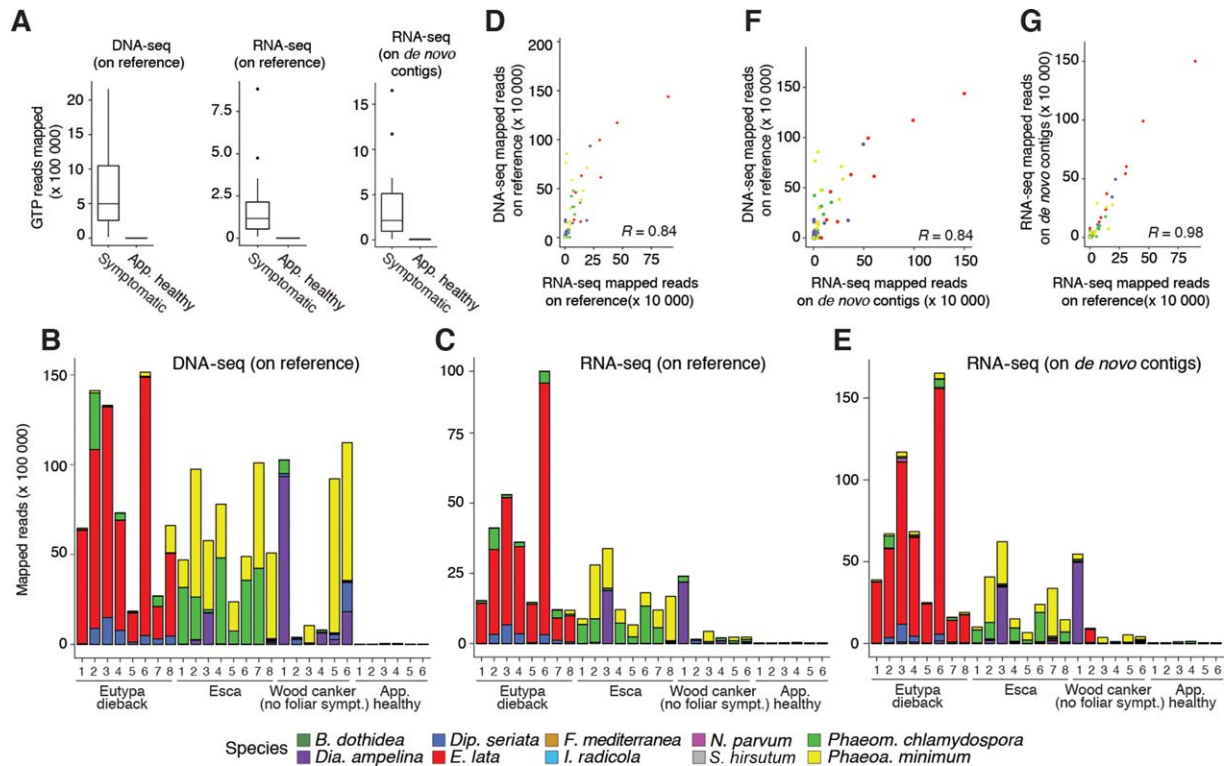 A
DNA-seq
(on reference)
RNA-seq
(on reference)
RNA-seq
(on de novo
contigs)
GTP reads mapped
(x 100 000)
20
15
10
5
0
7.5
5.0
2.5
0
15
10
5
0
Symptomatic
App. healthy
Symptomatic
App. healthy
Symptomatic
App. healthy
D
DNA-seq mapped reads
on reference (x 10 000)
200
150
100
50
0
R = 0.84
0 25 50 75
RNA-seq mapped reads
on reference(x 10 000)
F
DNA-seq mapped reads
on reference (x 10 000)
150
100
50
0
R = 0.84
0 50 100 150
RNA-seq mapped reads
on de novo contigs (x 10 000)
G
RNA-seq mapped reads
on de novo contigs (x 10 000)
150
100
50
0
R = 0.98
0 25 50 75
RNA-seq mapped reads
on reference(x 10 000)
B
DNA-seq (on reference)
Mapped reads (x 100 000)
150
100
50
0
1 2 3 4 5 6 7 8 1 2 3 4 5 6 7 8 1 2 3 4 5 6 1 2 3 4 5 6
Eutypa Esca Wood canker App.
dieback (no foliar sympt.) healthy
C
RNA-seq (on reference)
100
75
50
25
0
1 2 3 4 5 6 7 8 1 2 3 4 5 6 7 8 1 2 3 4 5 6 1 2 3 4 5 6
Eutypa Esca Wood canker App.
dieback (no foliar sympt.) healthy
E
RNA-seq (on de novo contigs)
150
100
50
0
1 2 3 4 5 6 7 8 1 2 3 4 5 6 7 8 1 2 3 4 5 6 1 2 3 4 5 6
Eutypa Esca Wood canker App.
dieback (no foliar sympt.) healthy
Species
B. dothidea Dip. seriata F. mediterranea N. parvum Phaeom. chlamydospora
Dia. ampelina E. lata I. radicola S. hirsutum Phaeoa. minimum